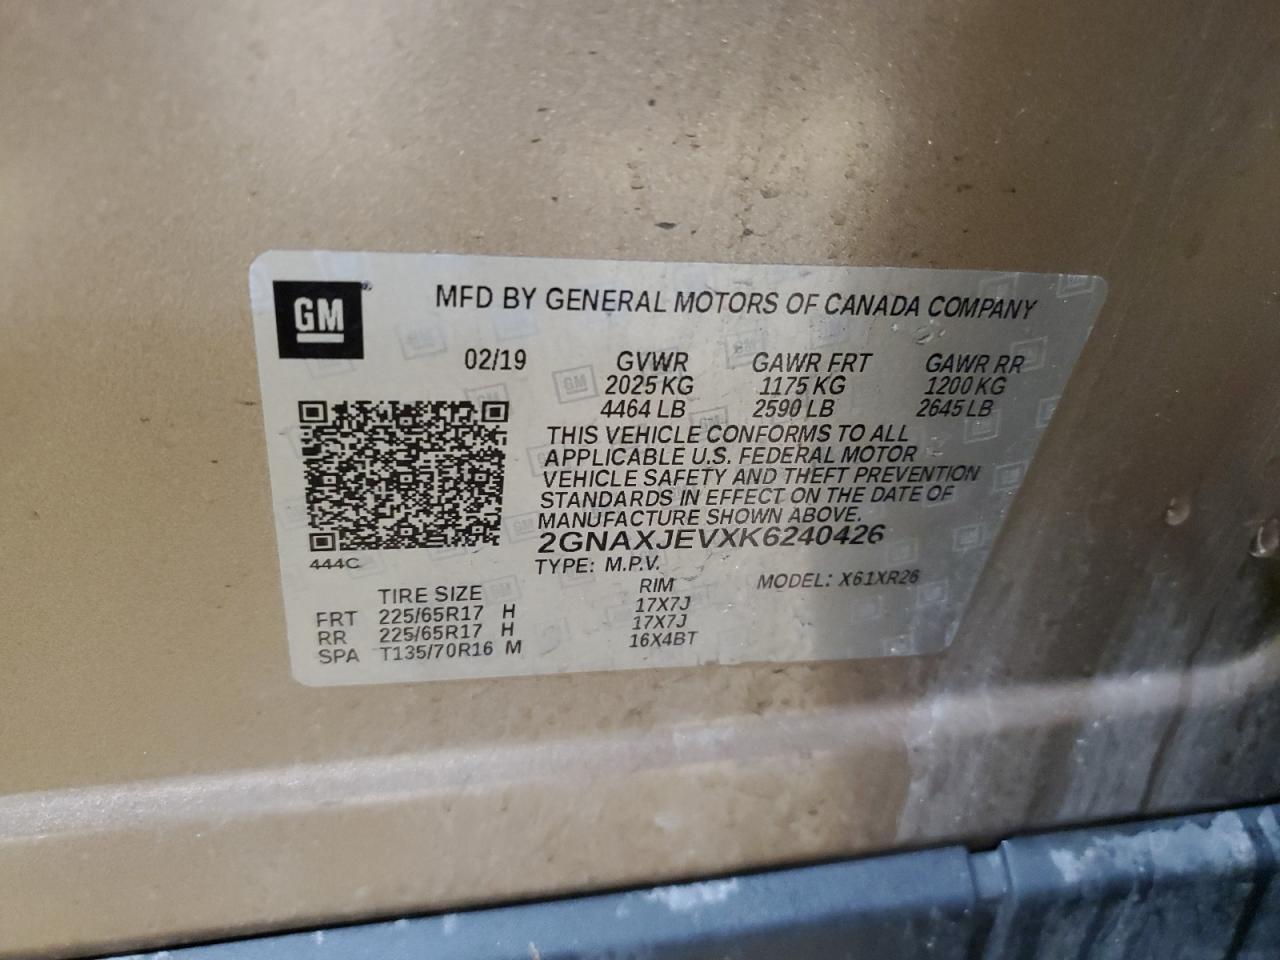 GM
MFD BY GENERAL MOTORS OF CANADA COMPANY
02/19 GVWR GAWR FRT GAWR RR
2025 KG 1175 KG 1200 KG
4464 LB 2590 LB 2645 LB
THIS VEHICLE CONFORMS TO ALL
APPLICABLE U.S. FEDERAL MOTOR
VEHICLE SAFETY AND THEFT PREVENTION
STANDARDS IN EFFECT ON THE DATE OF
MANUFACTURE SHOWN ABOVE.
2GNAXJEVXK6240426
444C
TYPE: M.P.V. MODEL: X61XR26
TIRE SIZE RIM
FRT 225/65R17 H 17X7J
RR 225/65R17 H 17X7J
SPA T135/70R16 M 16X4BT